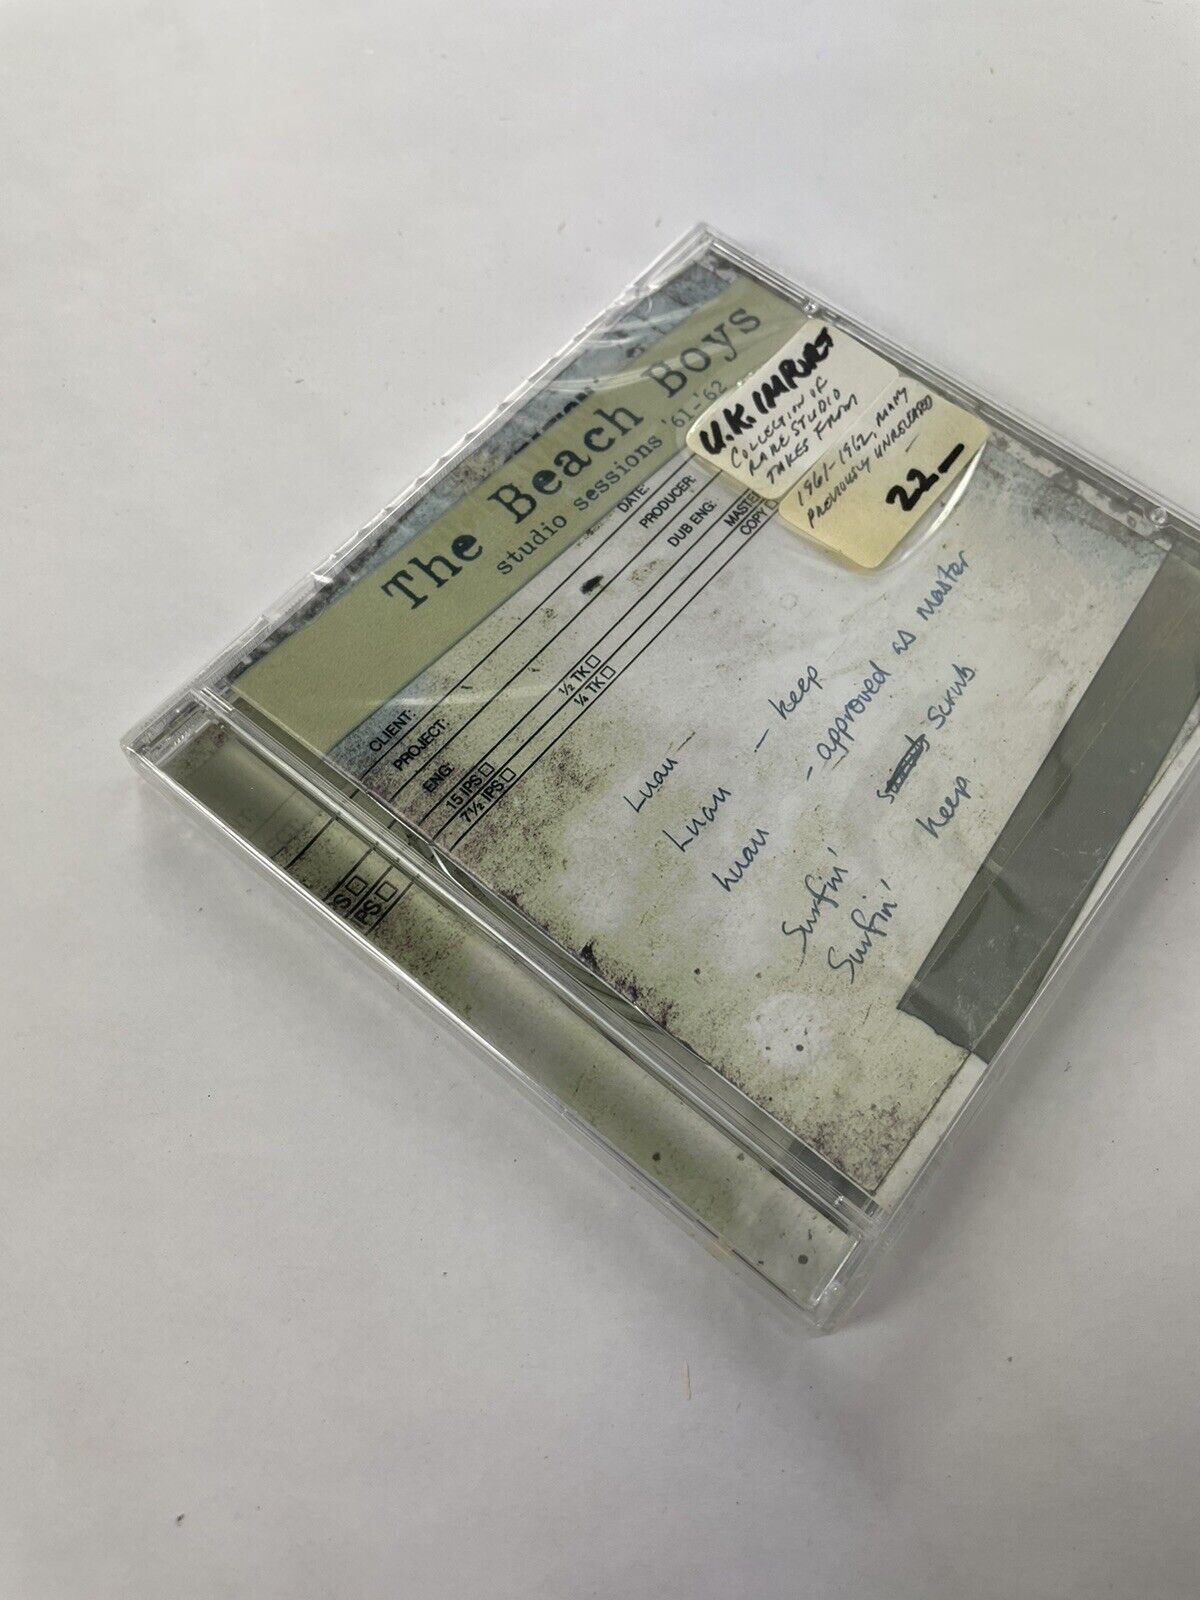 The Beach Boys
studio sessions '61-'62
U.K. IMPORT
COLLECTION OF
RARE STUDIO
TAKES FROM
1961-1962, MANY
PREVIOUSLY UNRELEASED
22—
DATE:
PRODUCER:
DUB ENG:
MASTER
COPY
CLIENT:
PROJECT:
ENG:
15 IPS
7½ IPS
½ TK
¼ TK
Luau —
Luau — keep
Luau - approved as master
Surfin' Scrub
Surfin' keep
PS